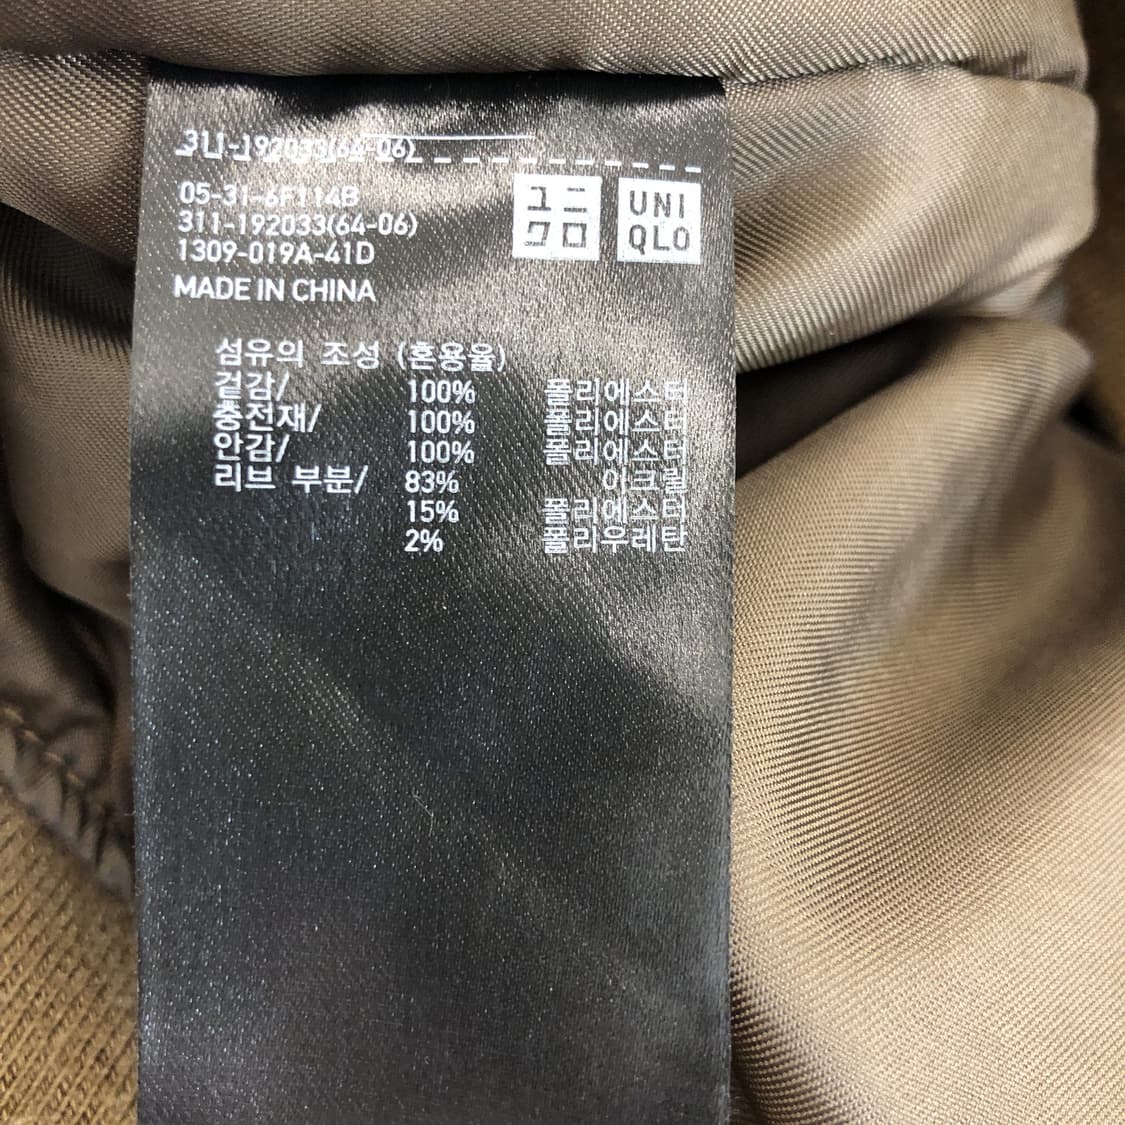 311-192033(64-06)
05-31-6F114B
311-192033(64-06)
1309-019A-41D
MADE IN CHINA
ユニ
クロ
UNI
QLO
섬유의 조성 (혼용율)
겉감/ 100% 폴리에스터
충전재/ 100% 폴리에스터
안감/ 100% 폴리에스터
리브 부분/ 83% 아크릴
15% 폴리에스터
2% 폴리우레탄